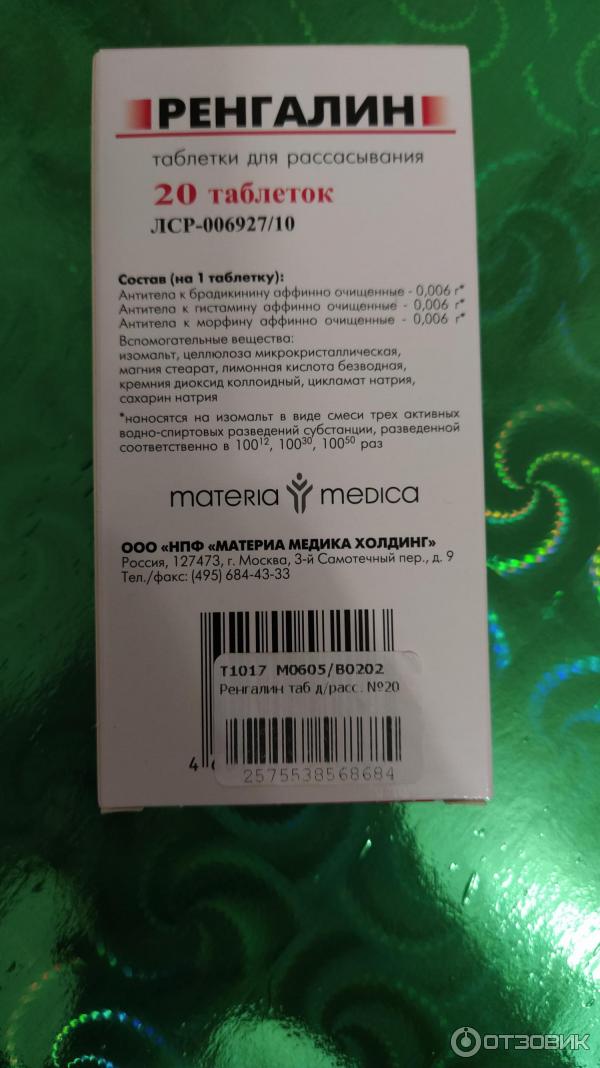 РЕНГАЛИН
таблетки для рассасывания
20 таблеток
ЛСР-006927/10
Состав (на 1 таблетку):
Антитела к брадикинину аффинно очищенные - 0,006 г*
Антитела к гистамину аффинно очищенные - 0,006 г*
Антитела к морфину аффинно очищенные - 0,006 г*
Вспомогательные вещества:
изомальт, целлюлоза микрокристаллическая,
магния стеарат, лимонная кислота безводная,
кремния диоксид коллоидный, цикламат натрия,
сахарин натрия
*наносятся на изомальт в виде смеси трех активных
водно-спиртовых разведений субстанции, разведенной
соответственно в 100¹², 100³⁰, 100⁵⁰ раз
materia medica
ООО «НПФ «МАТЕРИА МЕДИКА ХОЛДИНГ»
Россия, 127473, г. Москва, 3-й Самотечный пер., д. 9
Тел./факс: (495) 684-43-33
T1017 M0605/B0202
Ренгалин таб д/расс. №20
4
2575538568684
ОТЗОВИК